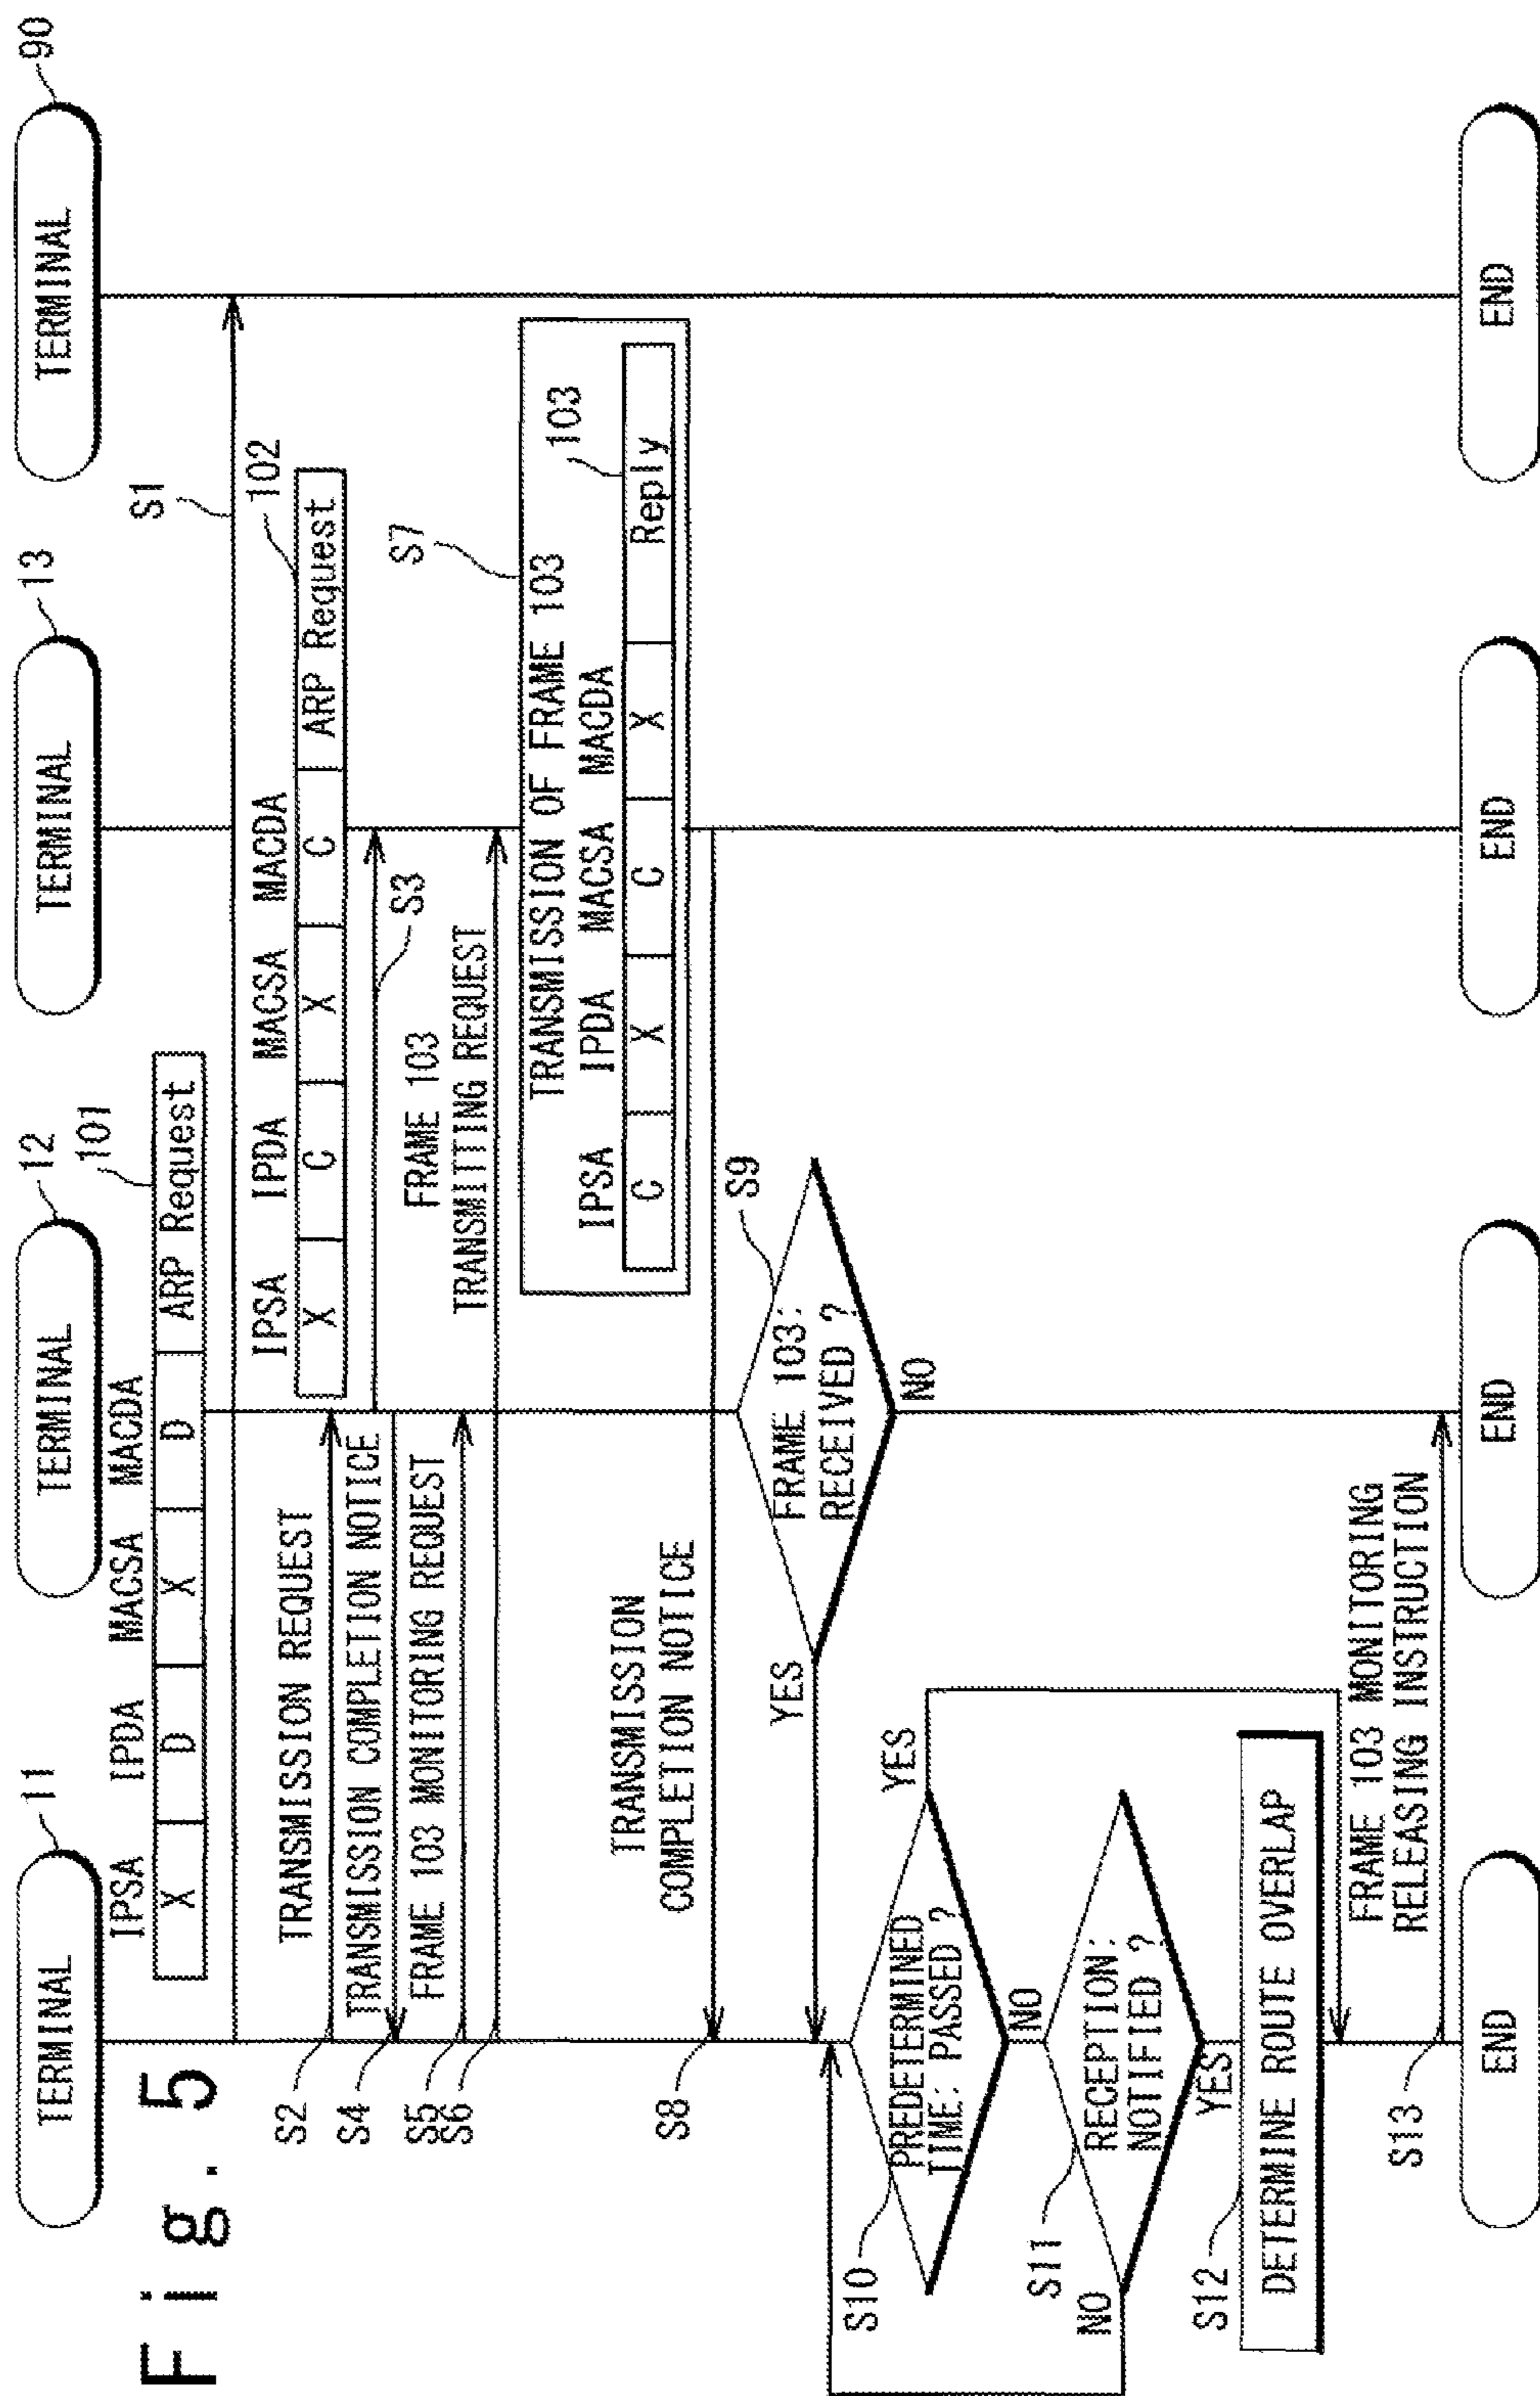 Fig. 5
TERMINAL
11
TERMINAL
12
TERMINAL
13
TERMINAL
90
IPSA IPDA MACSA MACDA
101
X D X D ARP Request
S1
IPSA IPDA MACSA MACDA
102
X C X C ARP Request
S2
TRANSMISSION REQUEST
S3
S4
TRANSMISSION COMPLETION NOTICE
S5
FRAME 103 MONITORING REQUEST
S6
FRAME 103
TRANSMITING REQUEST
S7
TRANSMISSION OF FRAME 103
IPSA IPDA MACSA MACDA
103
C X C X Reply
S8
TRANSMISSION
COMPLETION NOTICE
S9
FRAME 103:
RECEIVED ?
YES
NO
S10
PREDETERMINED
TIME: PASSED ?
YES
NO
S11
RECEPTION:
NOTIFIED ?
NO
YES
S12
DETERMINE ROUTE OVERLAP
S13
FRAME 103 MONITORING
RELEASING INSTRUCTION
END
END
END
END